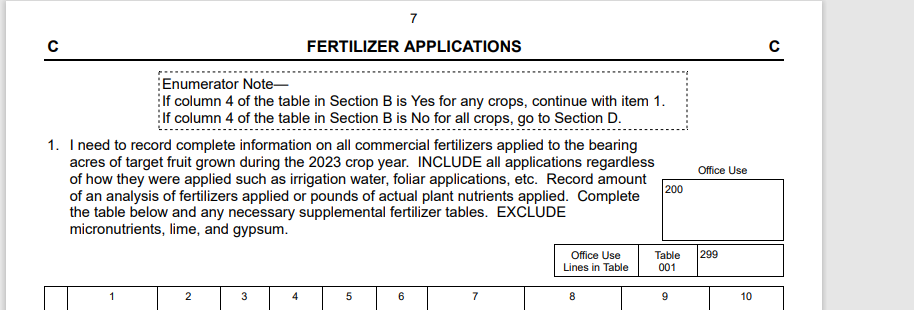 7
C FERTILIZER APPLICATIONS C
Enumerator Note—
If column 4 of the table in Section B is Yes for any crops, continue with item 1.
If column 4 of the table in Section B is No for all crops, go to Section D.
1. I need to record complete information on all commercial fertilizers applied to the bearing
acres of target fruit grown during the 2023 crop year. INCLUDE all applications regardless
of how they were applied such as irrigation water, foliar applications, etc. Record amount
of an analysis of fertilizers applied or pounds of actual plant nutrients applied. Complete
the table below and any necessary supplemental fertilizer tables. EXCLUDE
micronutrients, lime, and gypsum.
Office Use
200
Office Use
Lines in Table
Table
001
299
1 2 3 4 5 6 7 8 9 10